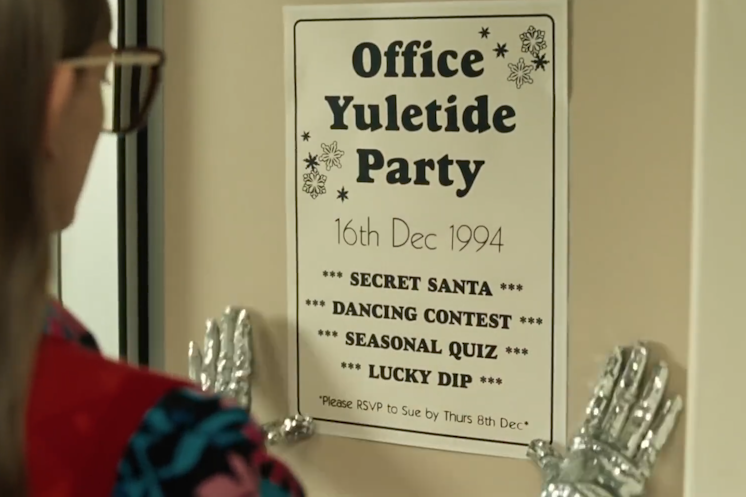 Office
Yuletide
Party
16th Dec 1994
*** SECRET SANTA ***
*** DANCING CONTEST ***
*** SEASONAL QUIZ ***
*** LUCKY DIP ***
*Please RSVP to Sue by Thurs 8th Dec*